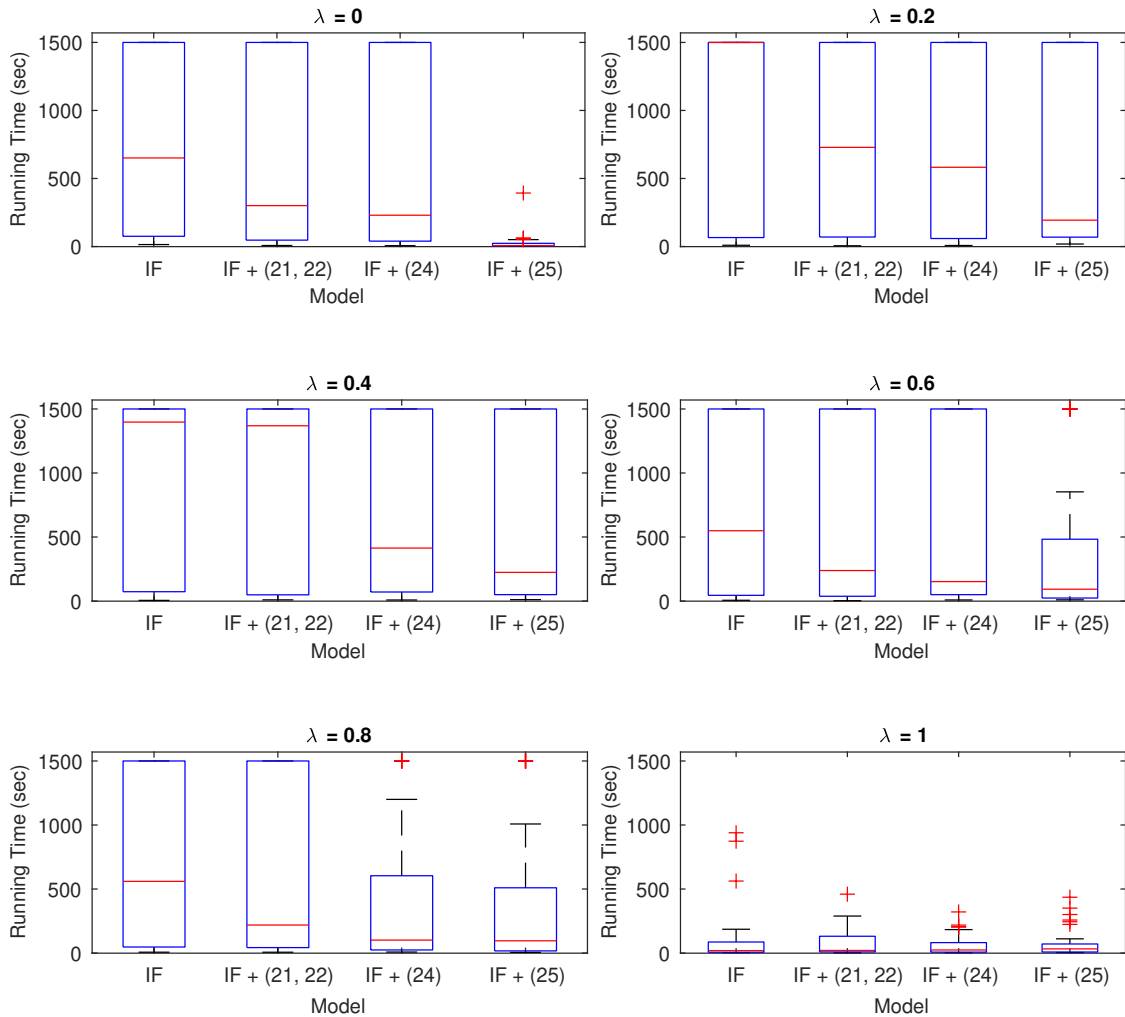 λ = 0
Running Time (sec)
1500
1000
500
0
IF
IF + (21, 22)
IF + (24)
IF + (25)
Model
λ = 0.2
Running Time (sec)
1500
1000
500
0
IF
IF + (21, 22)
IF + (24)
IF + (25)
Model
λ = 0.4
Running Time (sec)
1500
1000
500
0
IF
IF + (21, 22)
IF + (24)
IF + (25)
Model
λ = 0.6
Running Time (sec)
1500
1000
500
0
IF
IF + (21, 22)
IF + (24)
IF + (25)
Model
λ = 0.8
Running Time (sec)
1500
1000
500
0
IF
IF + (21, 22)
IF + (24)
IF + (25)
Model
λ = 1
Running Time (sec)
1500
1000
500
0
IF
IF + (21, 22)
IF + (24)
IF + (25)
Model